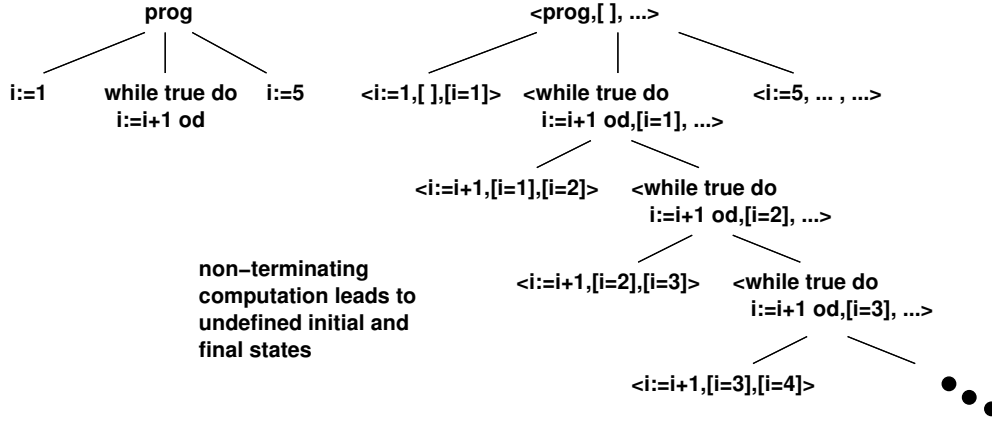 prog
<prog,[ ], ...>
i:=1
while true do
i:=i+1 od
i:=5
<i:=1,[ ],[i=1]>
<while true do
i:=i+1 od,[i=1], ...>
<i:=5, ... , ...>
<i:=i+1,[i=1],[i=2]>
<while true do
i:=i+1 od,[i=2], ...>
non−terminating
computation leads to
undefined initial and
final states
<i:=i+1,[i=2],[i=3]>
<while true do
i:=i+1 od,[i=3], ...>
<i:=i+1,[i=3],[i=4]>